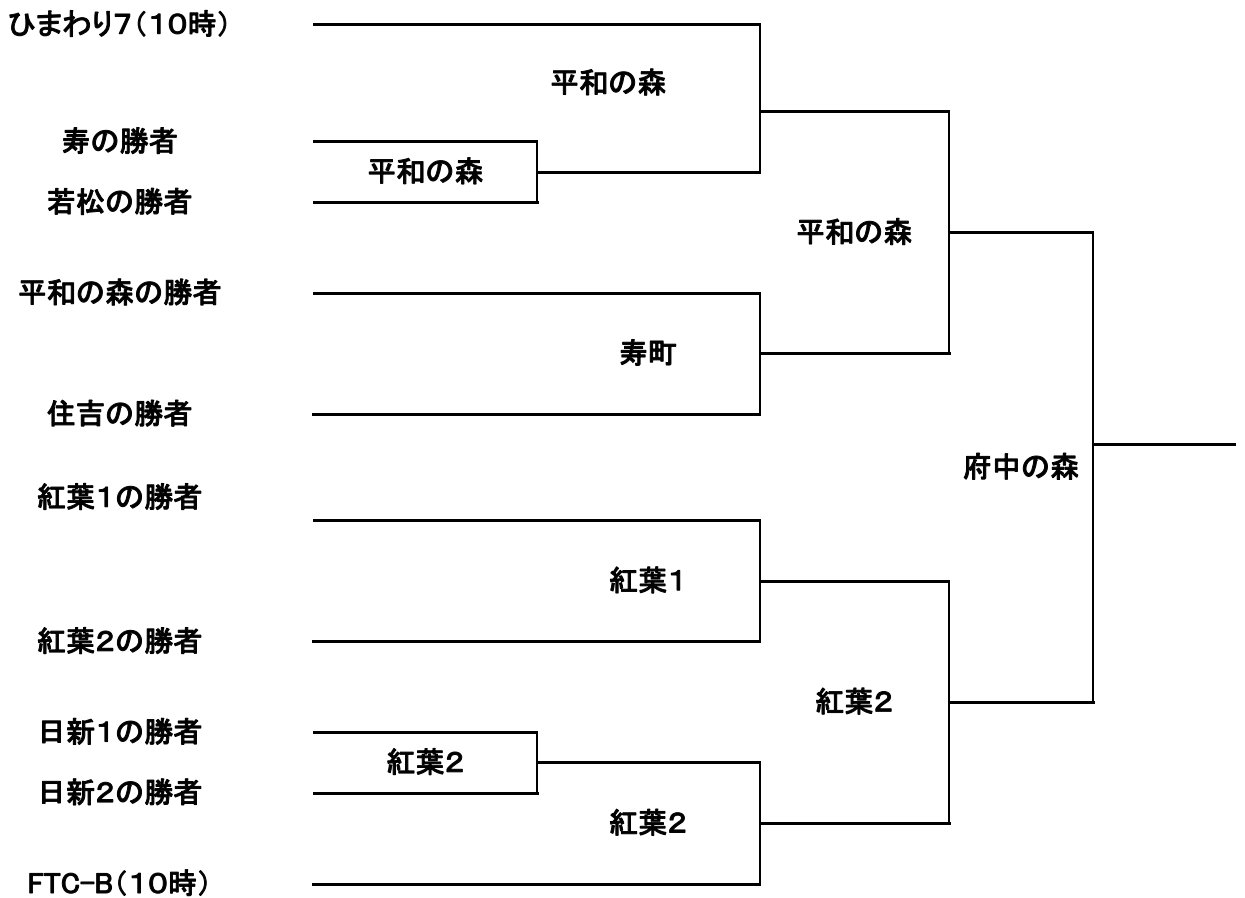 ひまわり7(10時)
平和の森
寿の勝者
平和の森
若松の勝者
平和の森
平和の森の勝者
寿町
住吉の勝者
府中の森
紅葉1の勝者
紅葉1
紅葉2の勝者
紅葉2
日新1の勝者
紅葉2
日新2の勝者
紅葉2
FTC-B(10時)